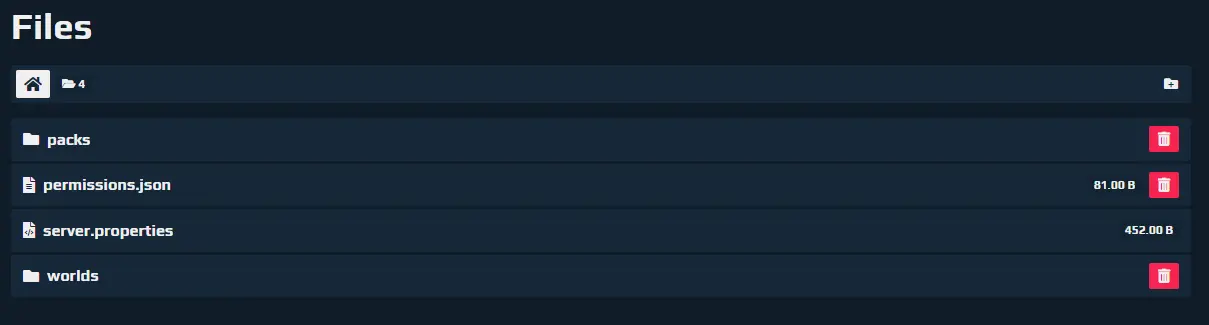 Files
4
packs
permissions.json 81.00 B
server.properties 452.00 B
worlds